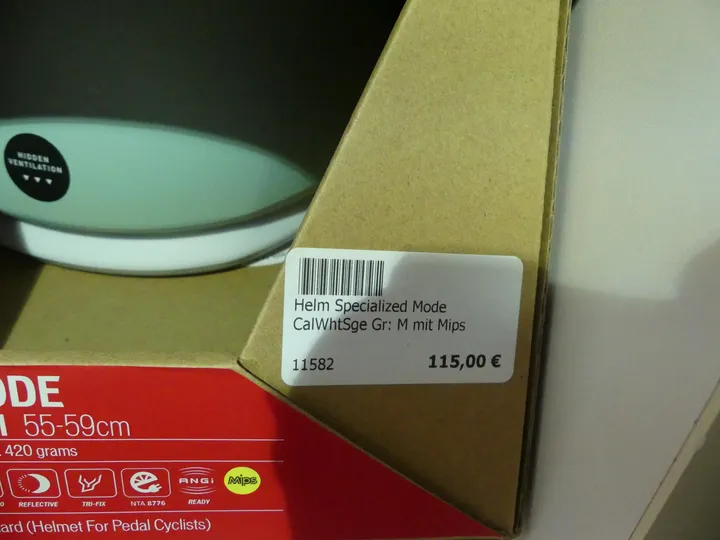 HIDDEN
VENTILATION
Helm Specialized Mode
CalWhtSge Gr: M mit Mips
11582
115,00 €
55-59cm
420 grams
REFLECTIVE
TRI-FIX
NTA 8776
ANGi
READY
Mips
(Helmet For Pedal Cyclists)